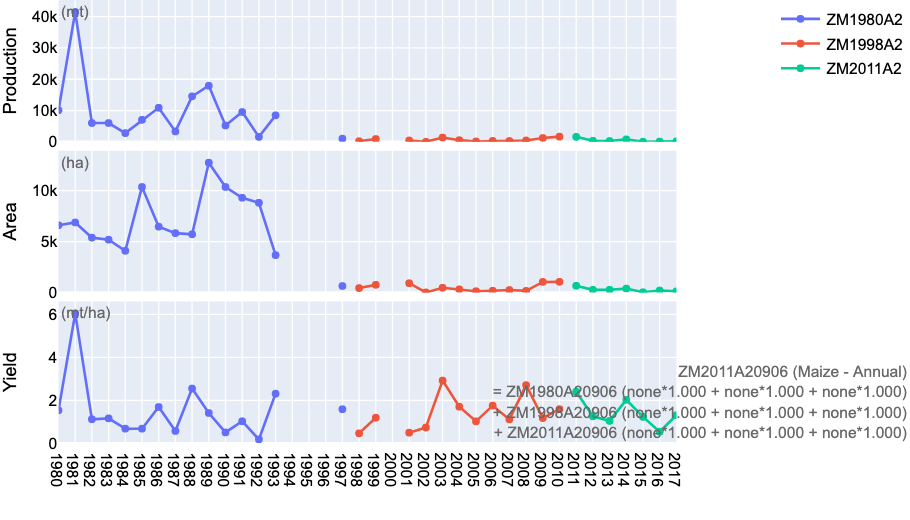 Production
(mt)
40k
30k
20k
10k
0
ZM1980A2
ZM1998A2
ZM2011A2
Area
(ha)
10k
5k
0
Yield
(mt/ha)
6
4
2
0
ZM2011A20906 (Maize - Annual)
= ZM1980A20906 (none*1.000 + none*1.000 + none*1.000)
+ ZM1998A20906 (none*1.000 + none*1.000 + none*1.000)
+ ZM2011A20906 (none*1.000 + none*1.000 + none*1.000)
1980
1981
1982
1983
1984
1985
1986
1987
1988
1989
1990
1991
1992
1993
1994
1995
1996
1997
1998
1999
2000
2001
2002
2003
2004
2005
2006
2007
2008
2009
2010
2011
2012
2013
2014
2015
2016
2017